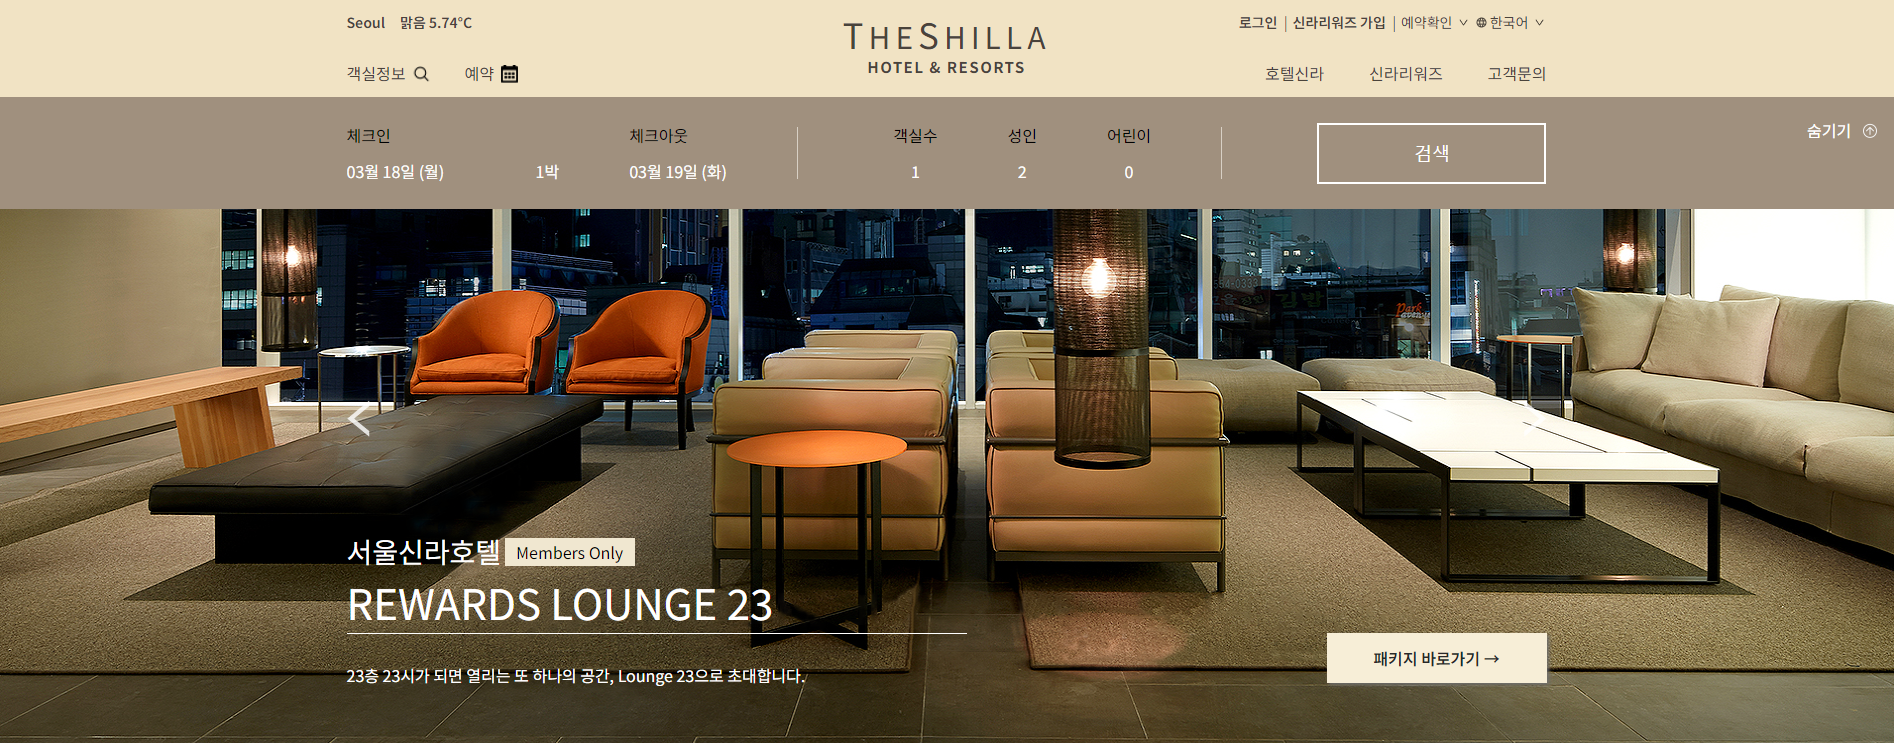 Seoul 맑음 5.74°C
THE SHILLA
HOTEL & RESORTS
로그인 | 신라리워즈 가입 | 예약확인 한국어
객실정보 예약
호텔신라 신라리워즈 고객문의
체크인 체크아웃 객실수 성인 어린이
03월 18일 (월) 1박 03월 19일 (화) 1 2 0
검색
숨기기
Park
서울신라호텔 Members Only
REWARDS LOUNGE 23
23층 23시가 되면 열리는 또 하나의 공간, Lounge 23으로 초대합니다.
패키지 바로가기 →